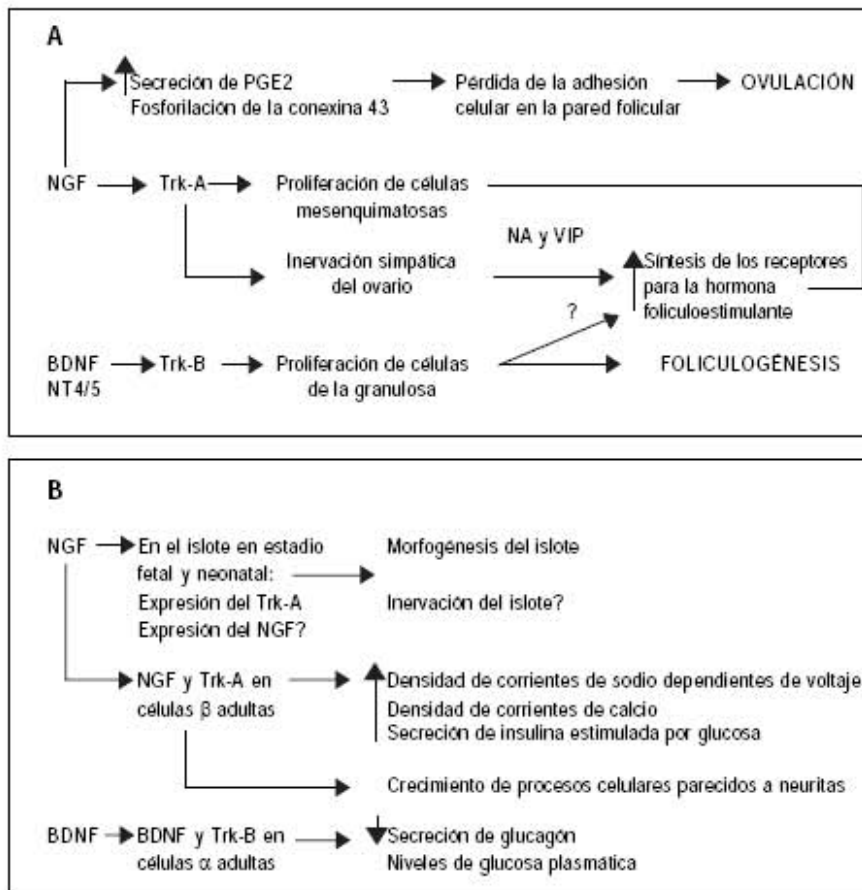 A
Secreción de PGE2
Fosforilación de la conexina 43
Pérdida de la adhesión
celular en la pared folicular
OVULACIÓN
NGF
Trk-A
Proliferación de células
mesenquimatosas
Inervación simpática
del ovario
NA y VIP
Síntesis de los receptores
para la hormona
foliculoestimulante
?
BDNF
NT4/5
Trk-B
Proliferación de células
de la granulosa
FOLICULOGÉNESIS
B
NGF
En el islote en estadio
fetal y neonatal:
Expresión del Trk-A
Expresión del NGF?
Morfogénesis del islote
Inervación del islote?
NGF y Trk-A en
células β adultas
Densidad de corrientes de sodio dependientes de voltaje
Densidad de corrientes de calcio
Secreción de insulina estimulada por glucosa
Crecimiento de procesos celulares parecidos a neuritas
BDNF
BDNF y Trk-B en
células α adultas
Secreción de glucagón
Niveles de glucosa plasmática